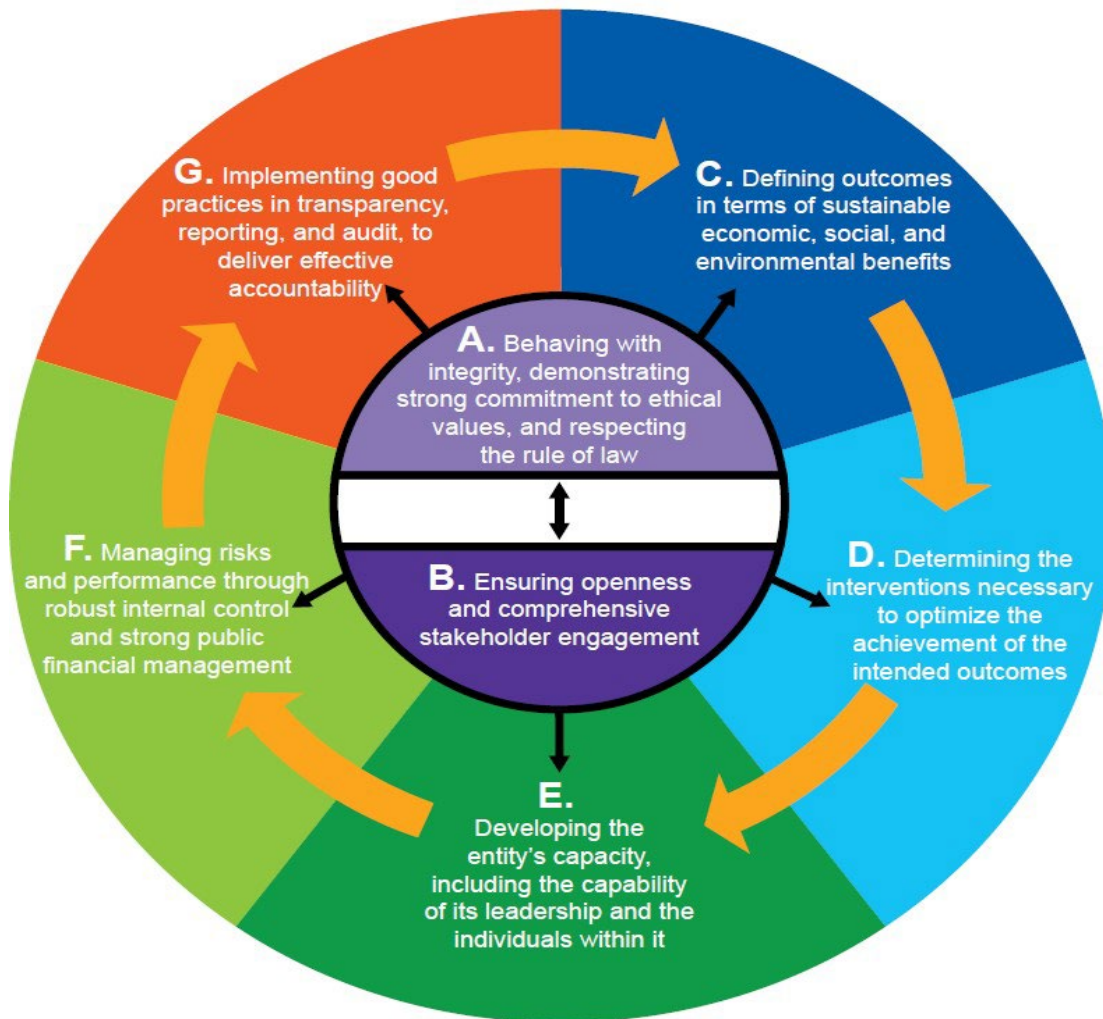 G. Implementing good
practices in transparency,
reporting, and audit, to
deliver effective
accountability
C. Defining outcomes
in terms of sustainable
economic, social, and
environmental benefits
A. Behaving with
integrity, demonstrating
strong commitment to ethical
values, and respecting
the rule of law
F. Managing risks
and performance through
robust internal control
and strong public
financial management
B. Ensuring openness
and comprehensive
stakeholder engagement
D. Determining the
interventions necessary
to optimize the
achievement of the
intended outcomes
E.
Developing the
entity's capacity,
including the capability
of its leadership and the
individuals within it